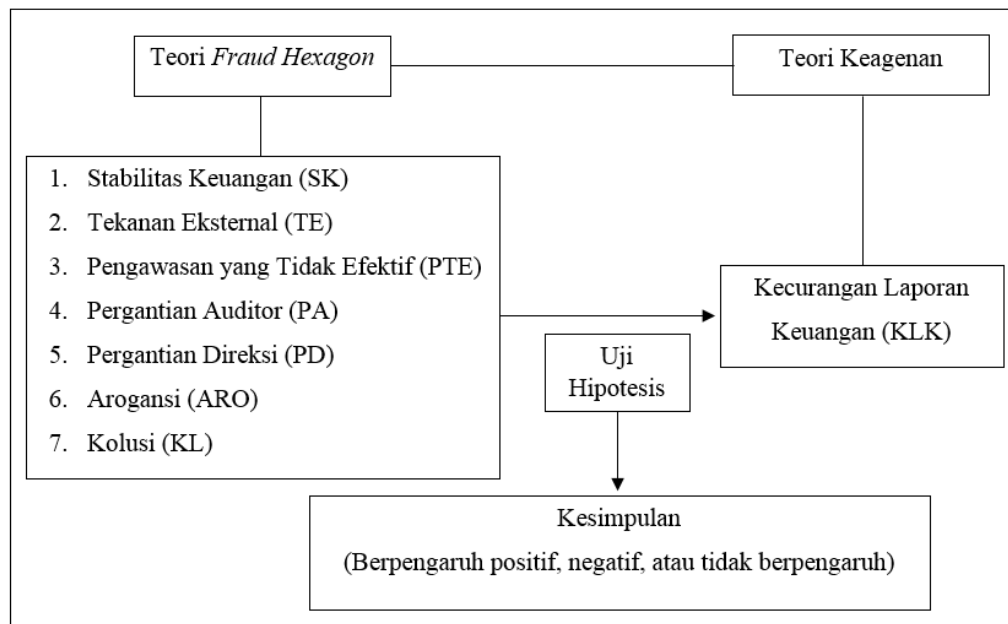 Teori Fraud Hexagon
Teori Keagenan
1. Stabilitas Keuangan (SK)
2. Tekanan Eksternal (TE)
3. Pengawasan yang Tidak Efektif (PTE)
4. Pergantian Auditor (PA)
5. Pergantian Direksi (PD)
6. Arogansi (ARO)
7. Kolusi (KL)
Kecurangan Laporan
Keuangan (KLK)
Uji
Hipotesis
Kesimpulan
(Berpengaruh positif, negatif, atau tidak berpengaruh)